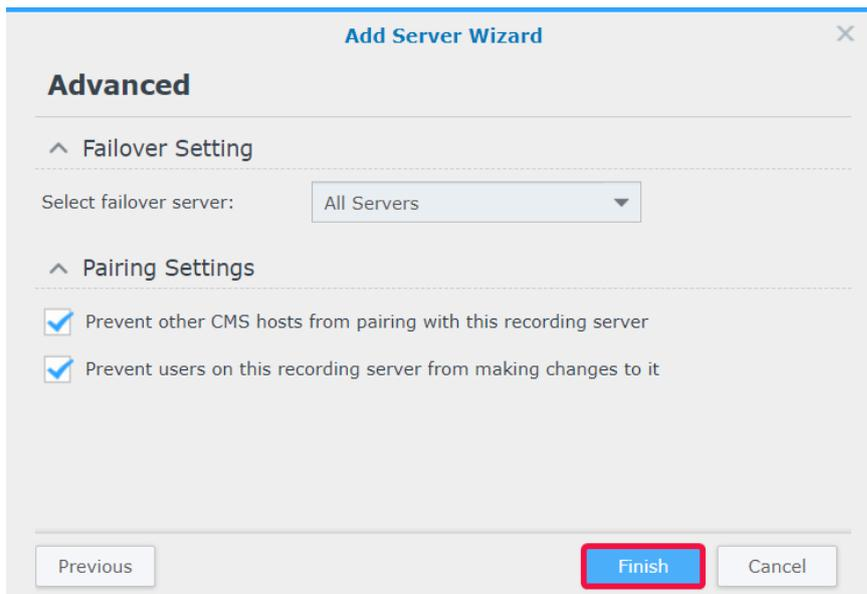 Add Server Wizard
Advanced
Failover Setting
Select failover server: All Servers
Pairing Settings
Prevent other CMS hosts from pairing with this recording server
Prevent users on this recording server from making changes to it
Previous Finish Cancel